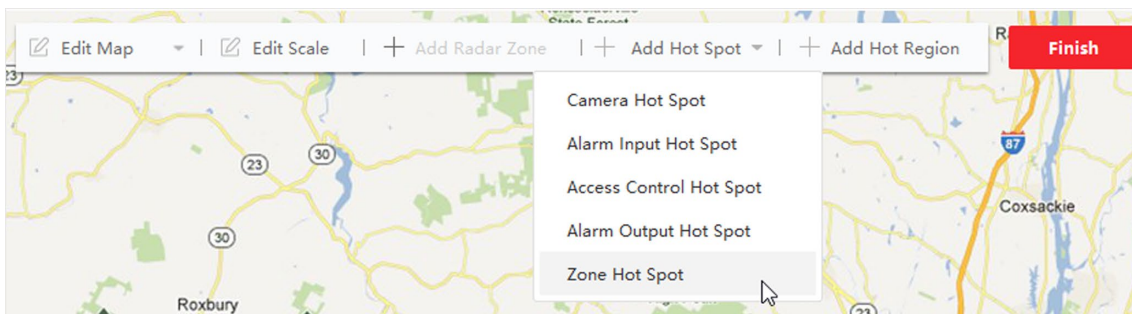 State Forest
Edit Map | Edit Scale | + Add Radar Zone | + Add Hot Spot | + Add Hot Region
Finish
23
Camera Hot Spot
Alarm Input Hot Spot
87
30
23
Access Control Hot Spot
Coxsackie
Alarm Output Hot Spot
30
Zone Hot Spot
Roxbury
23